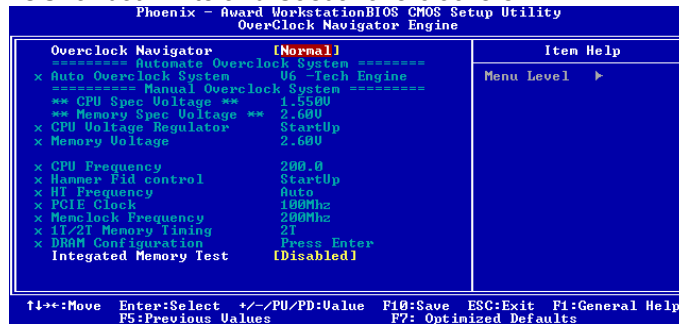 Phoenix - Award WorkstationBIOS CMOS Setup Utility
OverClock Navigator Engine
Overclock Navigator [Normal]
Item Help
========= Automate Overclock System ========
x Auto Overclock System V6 -Tech Engine
Menu Level ▶
========== Manual Overclock System =========
** CPU Spec Voltage ** 1.550V
** Memory Spec Voltage ** 2.60V
x CPU Voltage Regulator StartUp
x Memory Voltage 2.60V
x CPU Frequency 200.0
x Hammer Fid control StartUp
x HT Frequency Auto
x PCIE Clock 100Mhz
x Memclock Frequency 200Mhz
x 1T/2T Memory Timing 2T
x DRAM Configuration Press Enter
Integated Memory Test [Disabled]
↑↓→←:Move Enter:Select +/-/PU/PD:Value F10:Save ESC:Exit F1:General Help
F5:Previous Values F7: Optimized Defaults